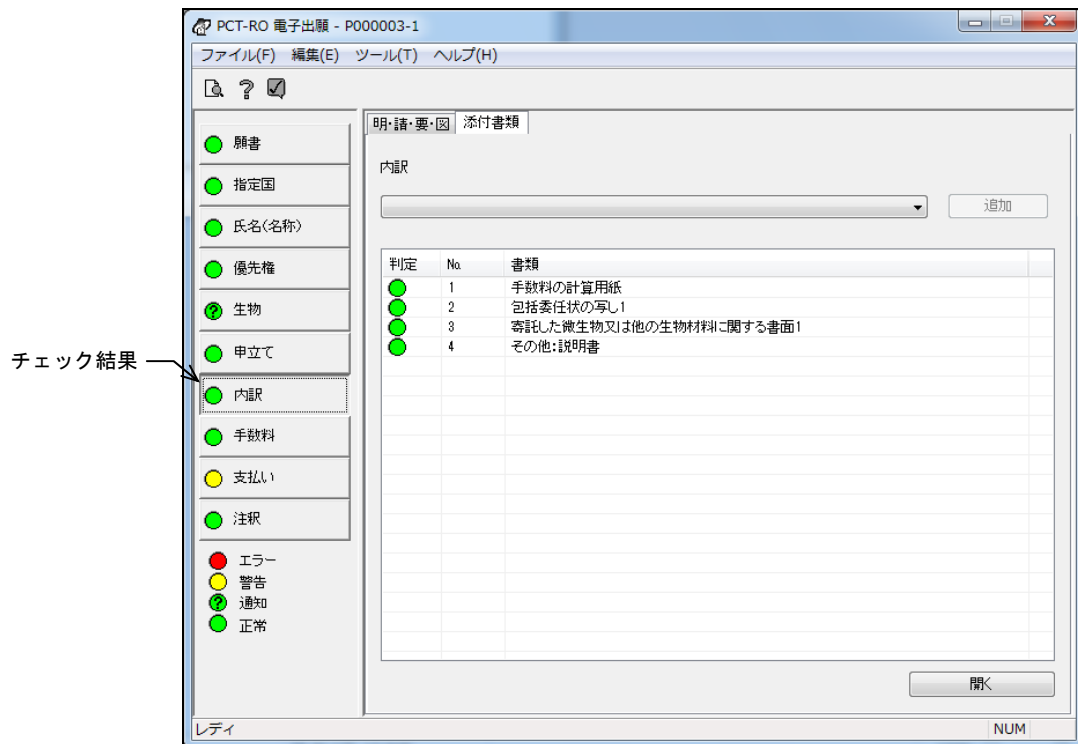 PCT-RO 電子出願 - P000003-1
ファイル(F) 編集(E) ツール(T) ヘルプ(H)
明・請・要・図 添付書類
願書
指定国
氏名(名称)
優先権
生物
申立て
内訳
手数料
支払い
注釈
エラー
警告
通知
正常
チェック結果
内訳
追加
判定 No. 書類
1 手数料の計算用紙
2 包括委任状の写し1
3 寄託した微生物又は他の生物材料に関する書面1
4 その他:説明書
開く
レディ NUM